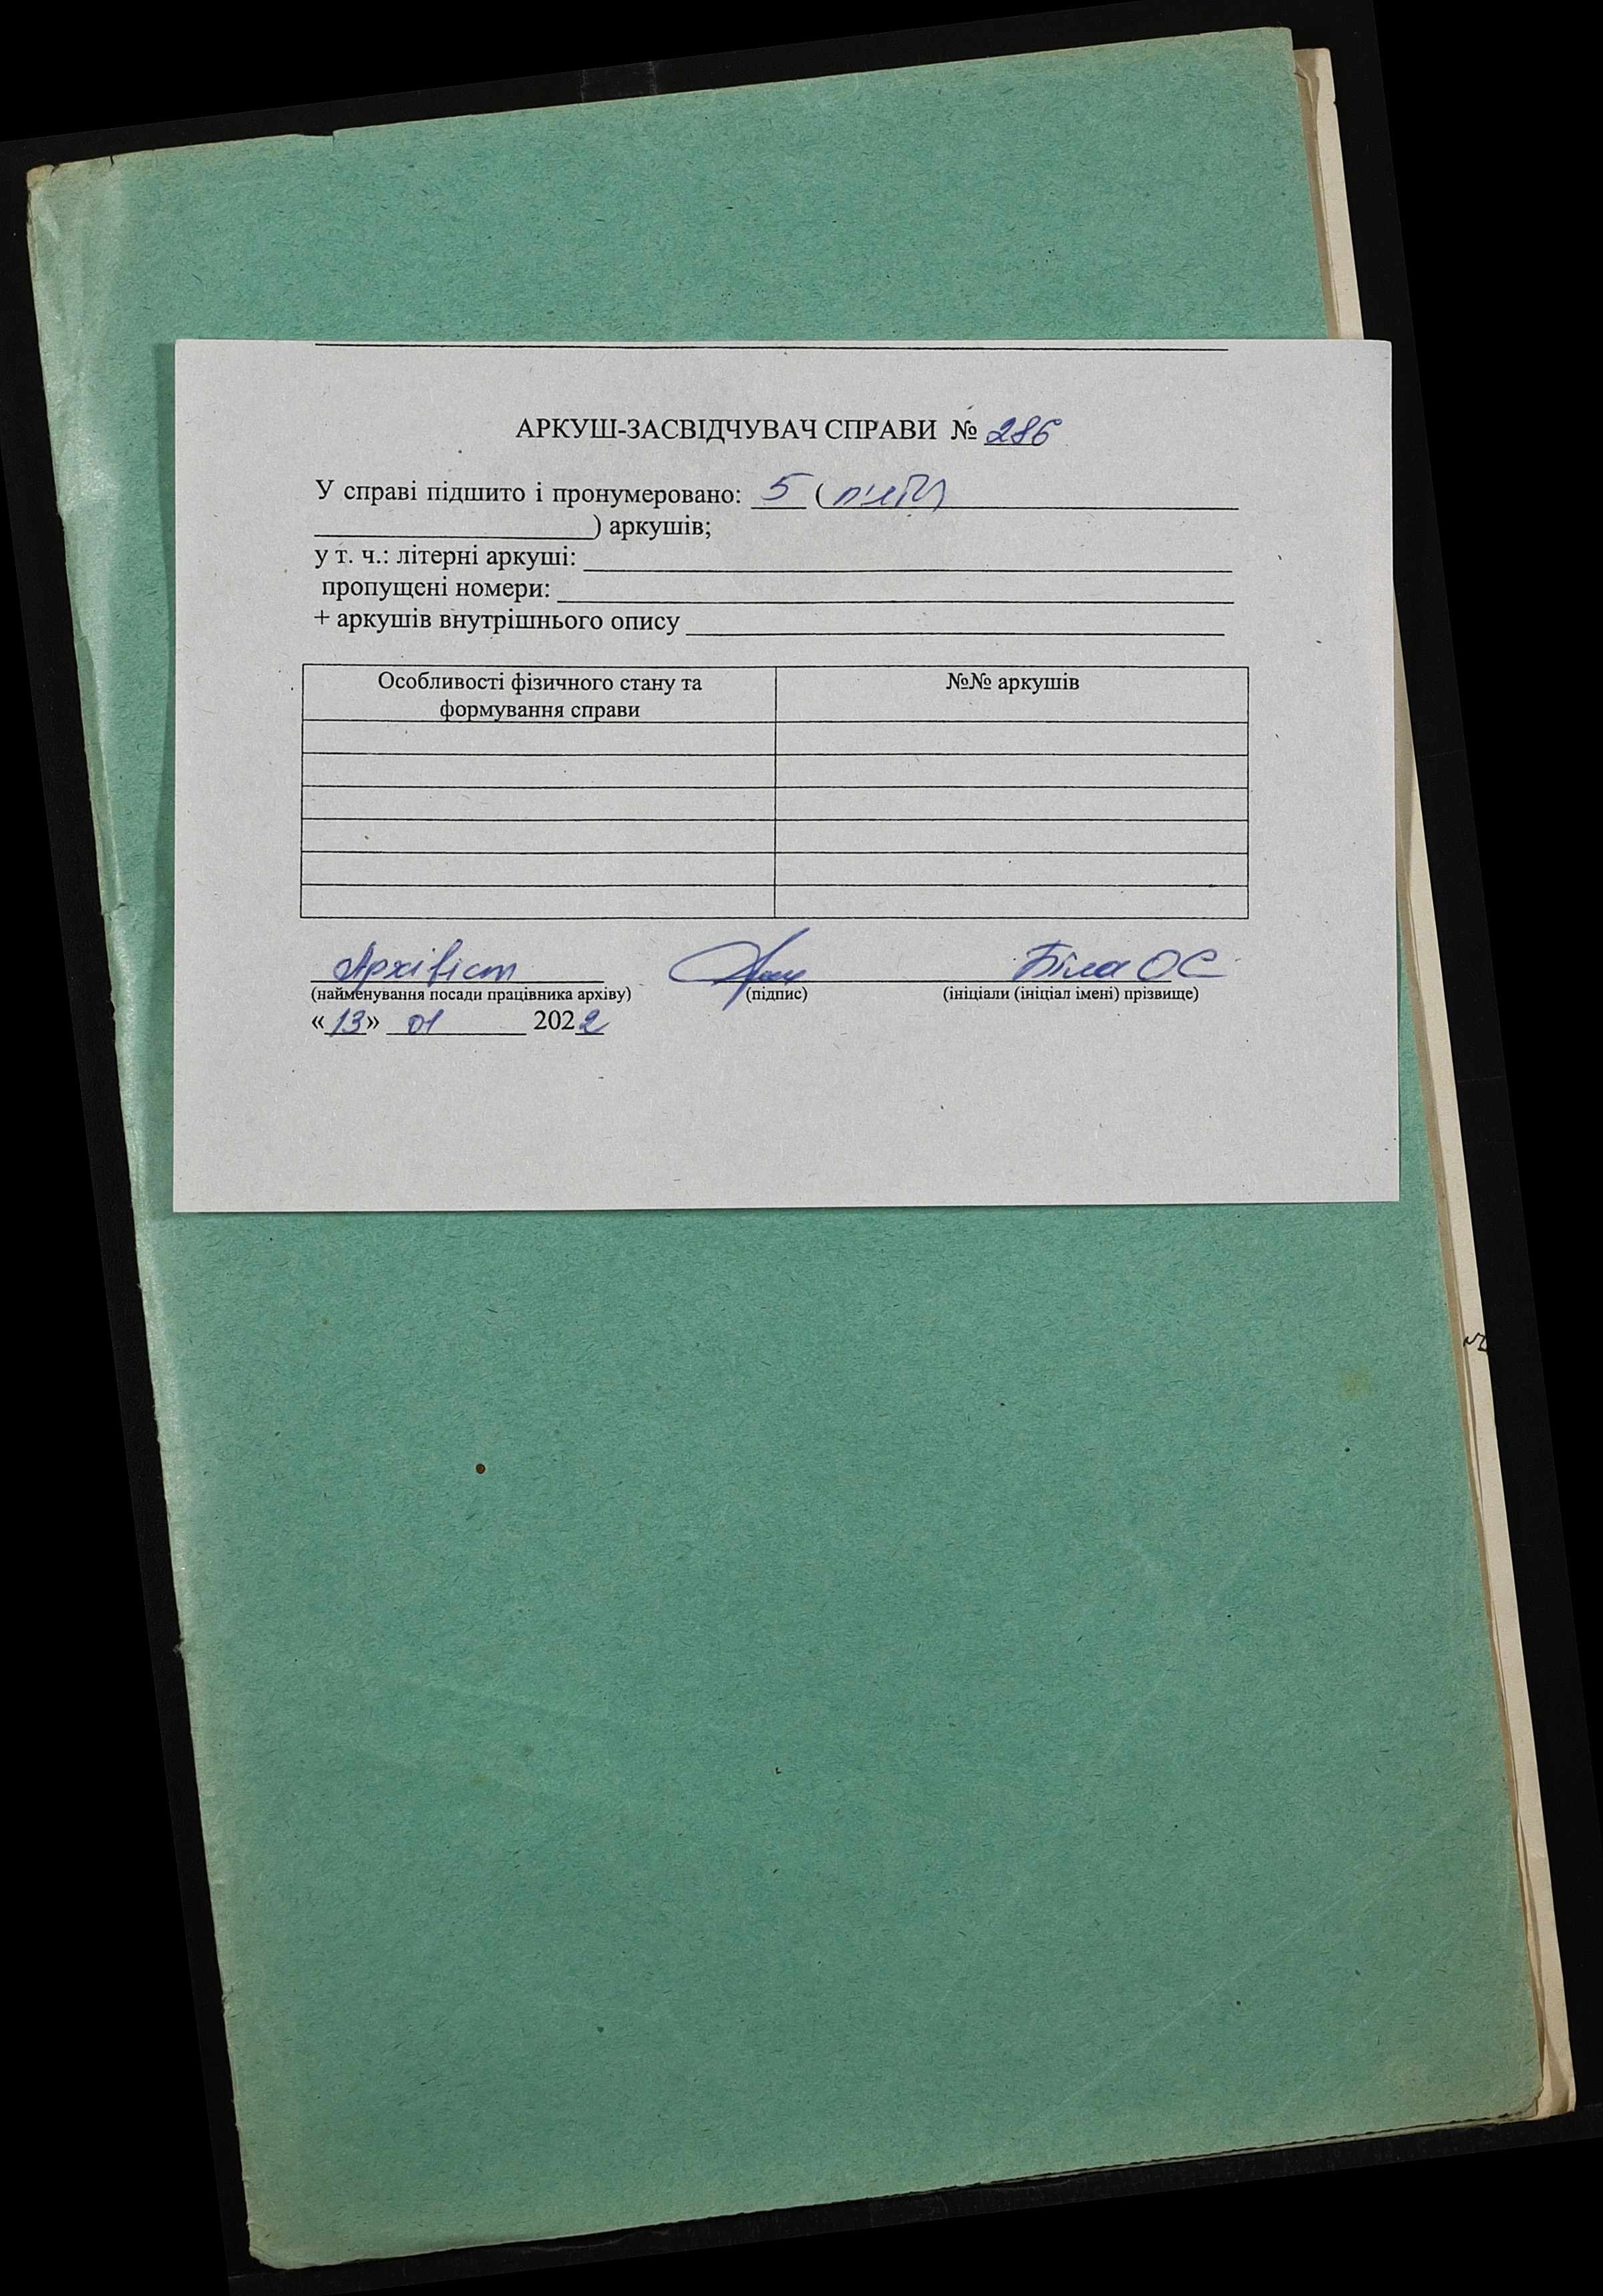 АРКУШ-ЗАСВІДЧУВАЧ СПРАВИ № 286
У справі підшито і пронумеровано: 5 (п'ять
) аркушів;
у т. ч.: літерні аркуші:
пропущені номери:
+ аркушів внутрішнього опису
Особливості фізичного стану та формування справи №№ аркушів
Архівіст Біла ОС
(найменування посади працівника архіву) (підпис) (ініціали (ініціал імені) прізвище)
«13» 01 2022